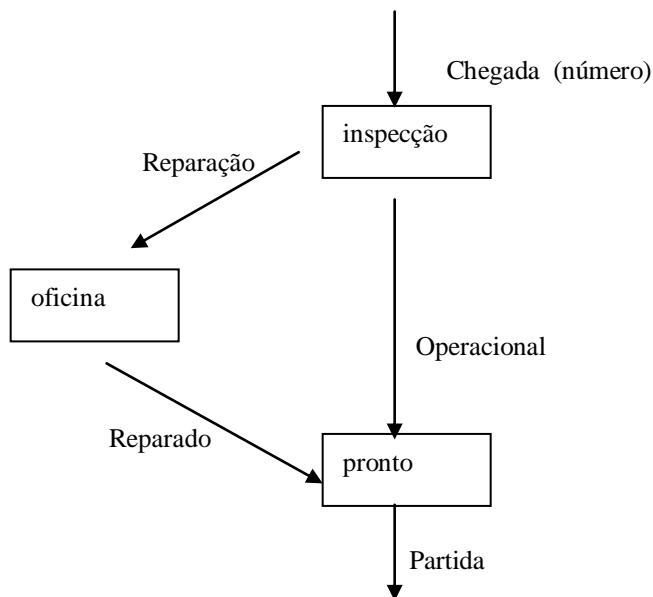 Chegada (número)
inspecção
Reparação
oficina
Operacional
Reparado
pronto
Partida